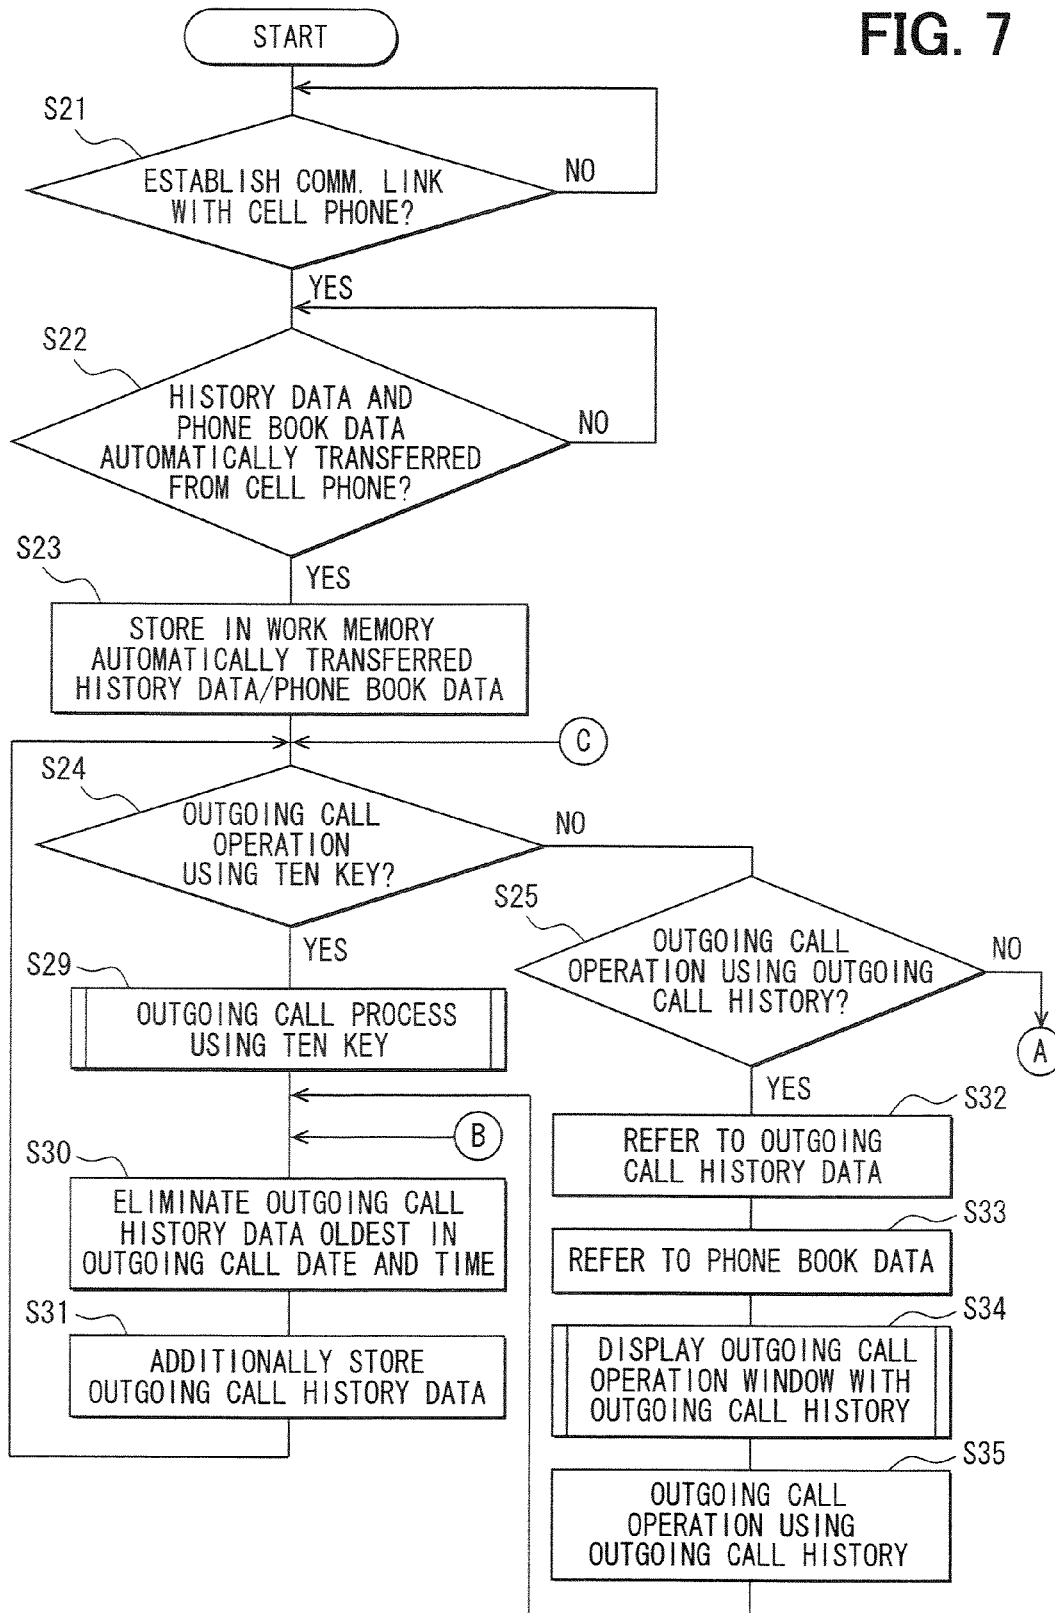 FIG. 7
START
S21
ESTABLISH COMM. LINK
WITH CELL PHONE?
NO
YES
S22
HISTORY DATA AND
PHONE BOOK DATA
AUTOMATICALLY TRANSFERRED
FROM CELL PHONE?
NO
YES
S23
STORE IN WORK MEMORY
AUTOMATICALLY TRANSFERRED
HISTORY DATA/PHONE BOOK DATA
C
S24
OUTGOING CALL
OPERATION
USING TEN KEY?
NO
YES
S25
OUTGOING CALL
OPERATION USING OUTGOING
CALL HISTORY?
NO
A
YES
S29
OUTGOING CALL PROCESS
USING TEN KEY
B
S30
ELIMINATE OUTGOING CALL
HISTORY DATA OLDEST IN
OUTGOING CALL DATE AND TIME
S31
ADDITIONALLY STORE
OUTGOING CALL HISTORY DATA
S32
REFER TO OUTGOING
CALL HISTORY DATA
S33
REFER TO PHONE BOOK DATA
S34
DISPLAY OUTGOING CALL
OPERATION WINDOW WITH
OUTGOING CALL HISTORY
S35
OUTGOING CALL
OPERATION USING
OUTGOING CALL HISTORY